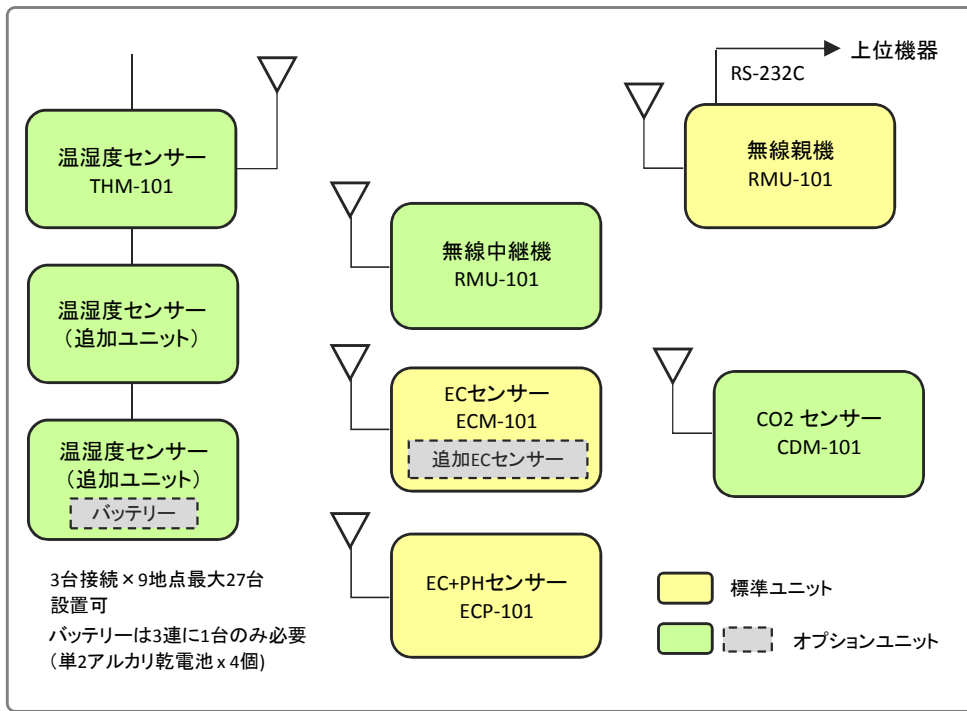 上位機器
RS-232C
温湿度センサー
THM-101
無線親機
RMU-101
無線中継機
RMU-101
温湿度センサー
（追加ユニット）
ECセンサー
ECM-101
追加ECセンサー
CO2 センサー
CDM-101
温湿度センサー
（追加ユニット）
バッテリー
3台接続×9地点最大27台
設置可
バッテリーは3連に1台のみ必要
（単2アルカリ乾電池 x 4個)
EC+PHセンサー
ECP-101
標準ユニット
オプションユニット